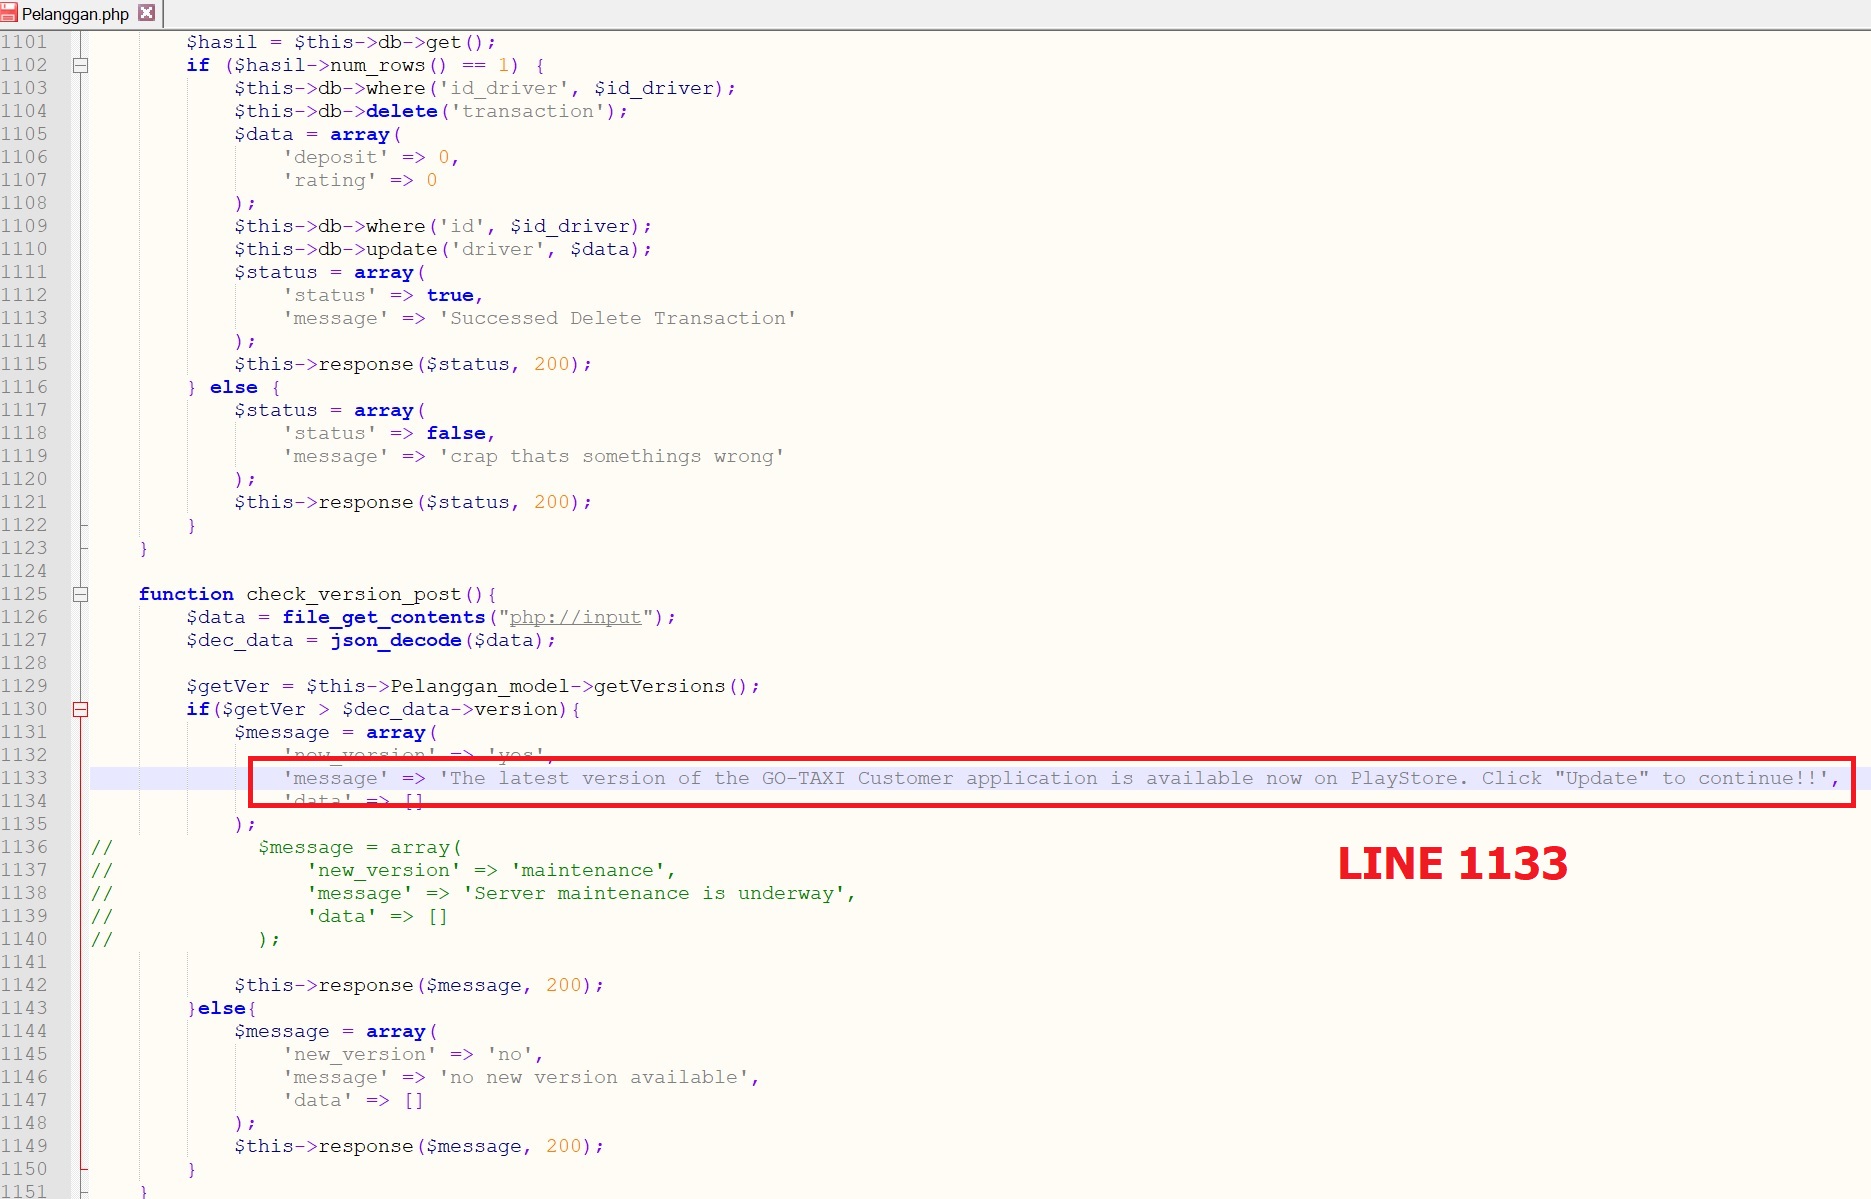 Pelanggan.php
1101 $hasil = $this->db->get();
1102 if ($hasil->num_rows() == 1) {
1103 $this->db->where('id_driver', $id_driver);
1104 $this->db->delete('transaction');
1105 $data = array(
1106 'deposit' => 0,
1107 'rating' => 0
1108 );
1109 $this->db->where('id', $id_driver);
1110 $this->db->update('driver', $data);
1111 $status = array(
1112 'status' => true,
1113 'message' => 'Successed Delete Transaction'
1114 );
1115 $this->response($status, 200);
1116 } else {
1117 $status = array(
1118 'status' => false,
1119 'message' => 'crap thats somethings wrong'
1120 );
1121 $this->response($status, 200);
1122 }
1123 }
1124
1125 function check_version_post(){
1126 $data = file_get_contents("php://input");
1127 $dec_data = json_decode($data);
1128
1129 $getVer = $this->Pelanggan_model->getVersions();
1130 if($getVer > $dec_data->version){
1131 $message = array(
1132 'new_version' => 'yes',
1133 'message' => 'The latest version of the GO-TAXI Customer application is available now on PlayStore. Click "Update" to continue!!',
1134 'data' => []
1135 );
1136 // $message = array(
1137 // 'new_version' => 'maintenance',
1138 // 'message' => 'Server maintenance is underway',
1139 // 'data' => []
1140 // );
LINE 1133
1141
1142 $this->response($message, 200);
1143 }else{
1144 $message = array(
1145 'new_version' => 'no',
1146 'message' => 'no new version available',
1147 'data' => []
1148 );
1149 $this->response($message, 200);
1150 }
1151 }